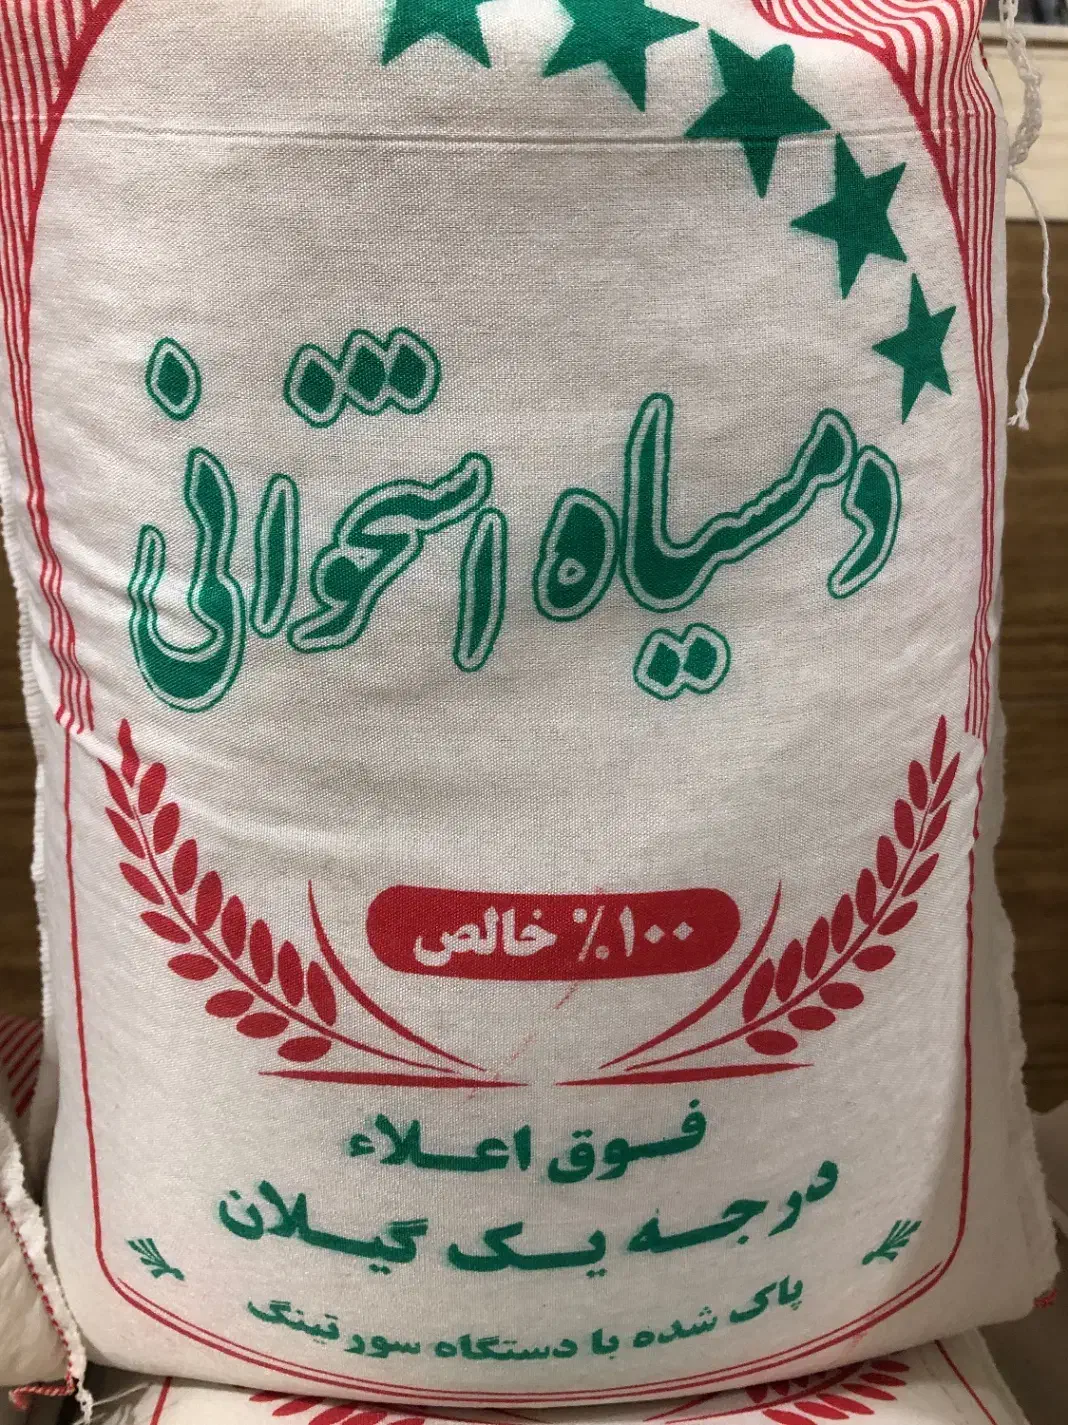 دمسیاه استخوانی
۱۰۰٪ خالص
فوق اعلاء
درجه یک گیلان
پاک شده با دستگاه سورتینگ